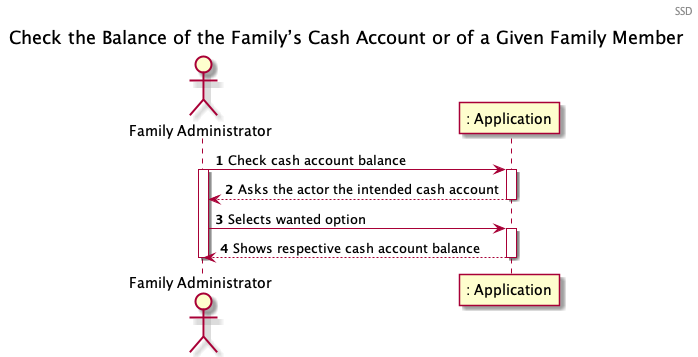 SSD
Check the Balance of the Family's Cash Account or of a Given Family Member
Family Administrator
: Application
1 Check cash account balance
2 Asks the actor the intended cash account
3 Selects wanted option
4 Shows respective cash account balance
Family Administrator
: Application